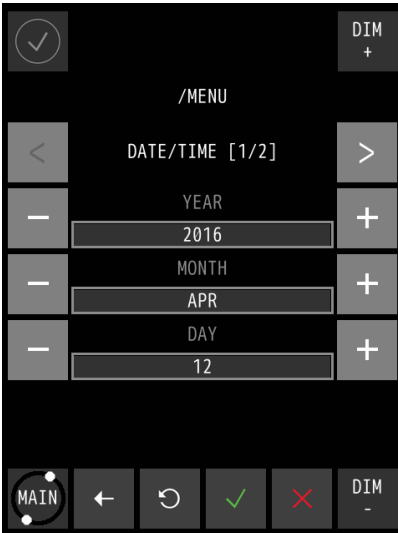 DIM
+
/MENU
< DATE/TIME [1/2] >
YEAR
− 2016 +
MONTH
− APR +
DAY
− 12 +
MAIN
DIM
-